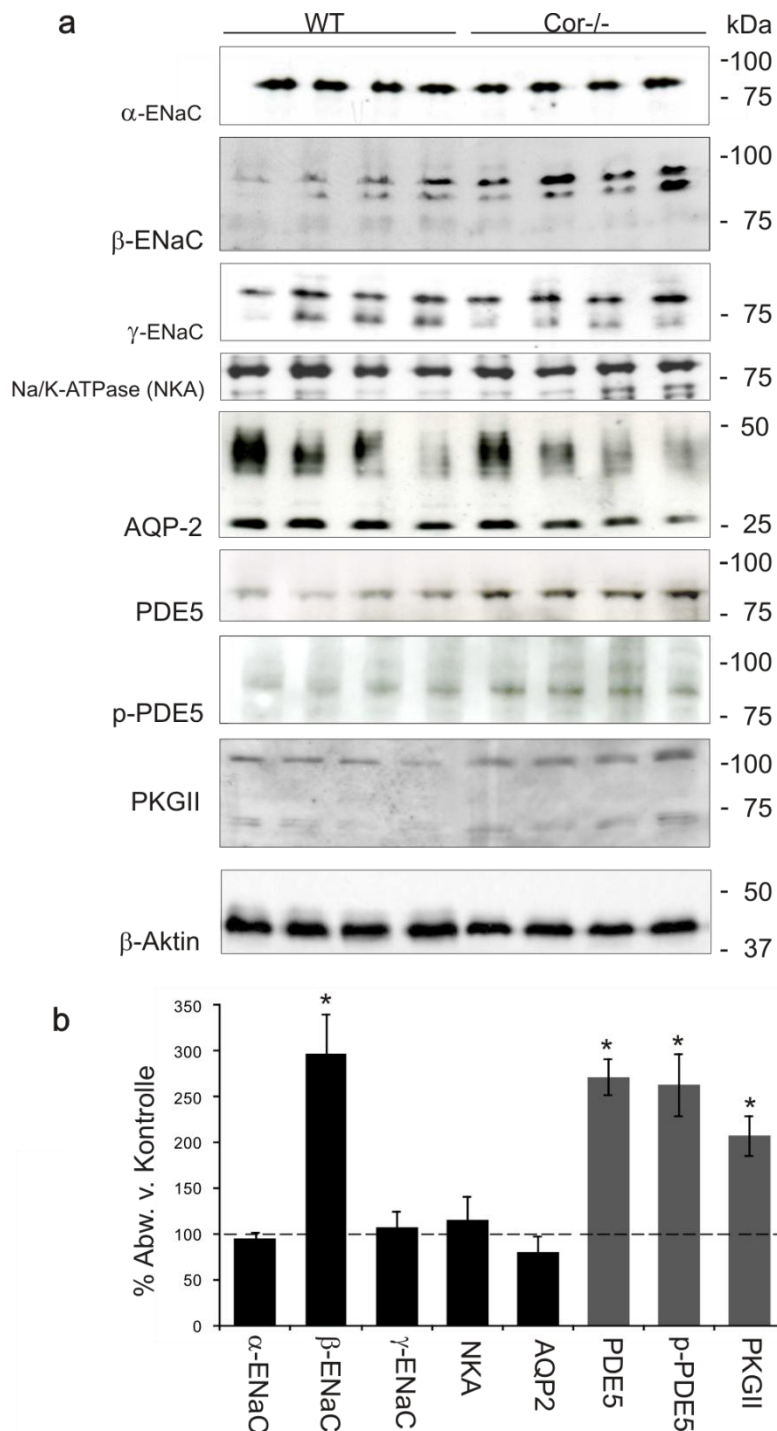 a
WT Cor-/- kDa
α-ENaC -100
- 75
β-ENaC - 100
- 75
γ-ENaC - 75
Na/K-ATPase (NKA) - 75
AQP-2 - 50
- 25
PDE5 -100
- 75
p-PDE5 - 100
- 75
PKGII - 100
- 75
β-Aktin - 50
- 37
b
% Abw. v. Kontrolle
350
300
250
200
150
100
50
0
* * * *
α-ENaC β-ENaC γ-ENaC NKA AQP2 PDE5 p-PDE5 PKGII